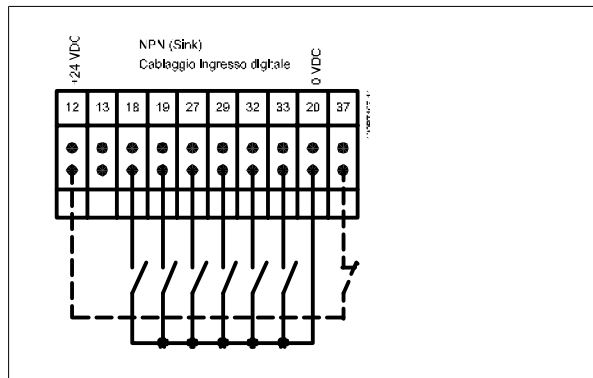 +24 VDC
NPN (Sink)
Cablaggio Ingresso digitale
0 VDC
12 13 18 19 27 29 32 33 20 37